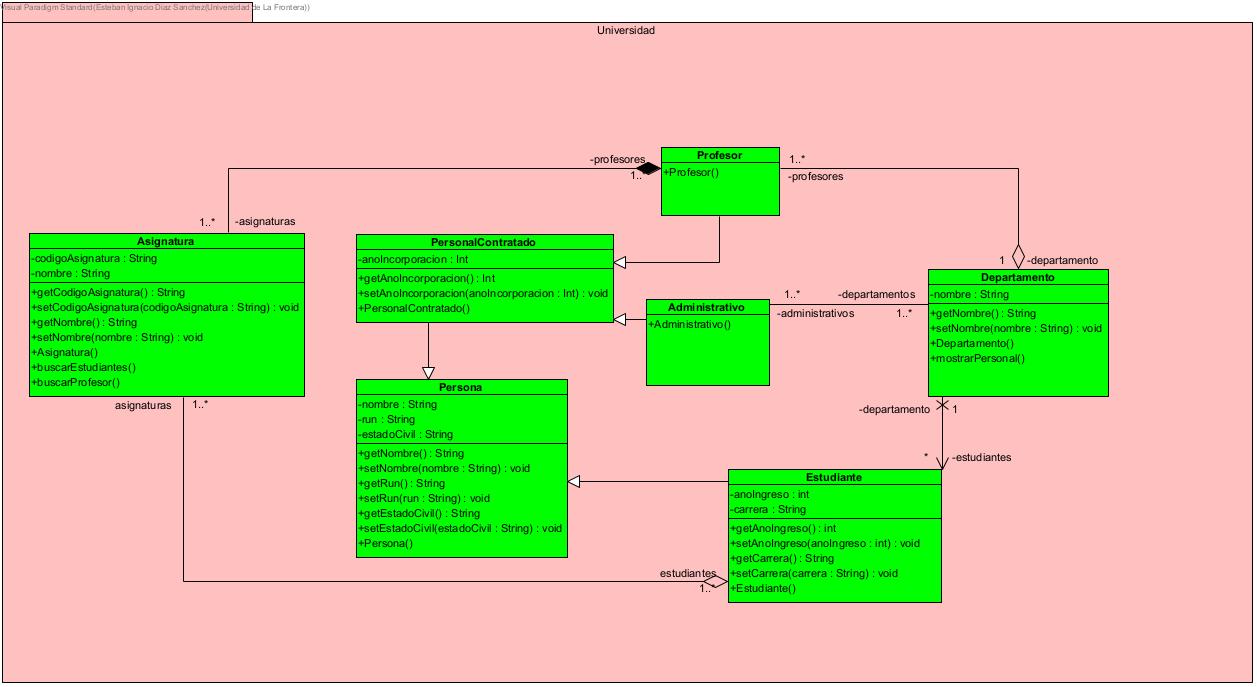 Visual Paradigm Standard(Esteban Ignacio Diaz Sanchez(Universidad de La Frontera))
Universidad
-profesores
1..*
Profesor
+Profesor()
1..*
-profesores
1..*
-asignaturas
Asignatura
-codigoAsignatura : String
-nombre : String
+getCodigoAsignatura() : String
+setCodigoAsignatura(codigoAsignatura : String) : void
+getNombre() : String
+setNombre(nombre : String) : void
+Asignatura()
+buscarEstudiantes()
+buscarProfesor()
PersonalContratado
-anoIncorporacion : Int
+getAnoIncorporacion() : Int
+setAnoIncorporacion(anoIncorporacion : Int) : void
+PersonalContratado()
1
-departamento
Departamento
-nombre : String
+getNombre() : String
+setNombre(nombre : String) : void
+Departamento()
+mostrarPersonal()
Administrativo
+Administrativo()
1..*
-departamentos
-administrativos
1..*
Persona
-nombre : String
-run : String
-estadoCivil : String
+getNombre() : String
+setNombre(nombre : String) : void
+getRun() : String
+setRun(run : String) : void
+getEstadoCivil() : String
+setEstadoCivil(estadoCivil : String) : void
+Persona()
asignaturas
1..*
-departamento
1
*
-estudiantes
Estudiante
-anoIngreso : int
-carrera : String
+getAnoIngreso() : int
+setAnoIngreso(anoIngreso : int) : void
+getCarrera() : String
+setCarrera(carrera : String) : void
+Estudiante()
estudiantes
1..*